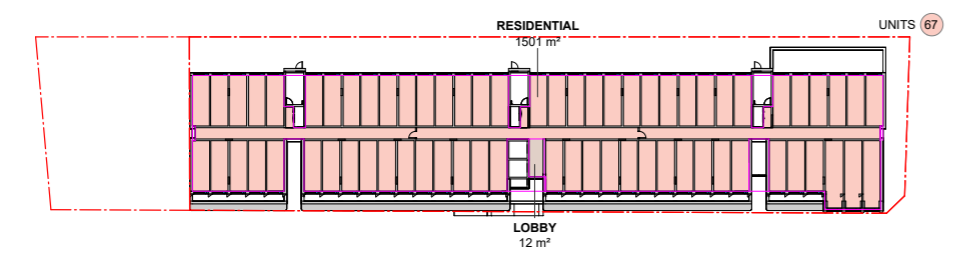 RESIDENTIAL
1501 m²
UNITS 67
LOBBY
12 m²